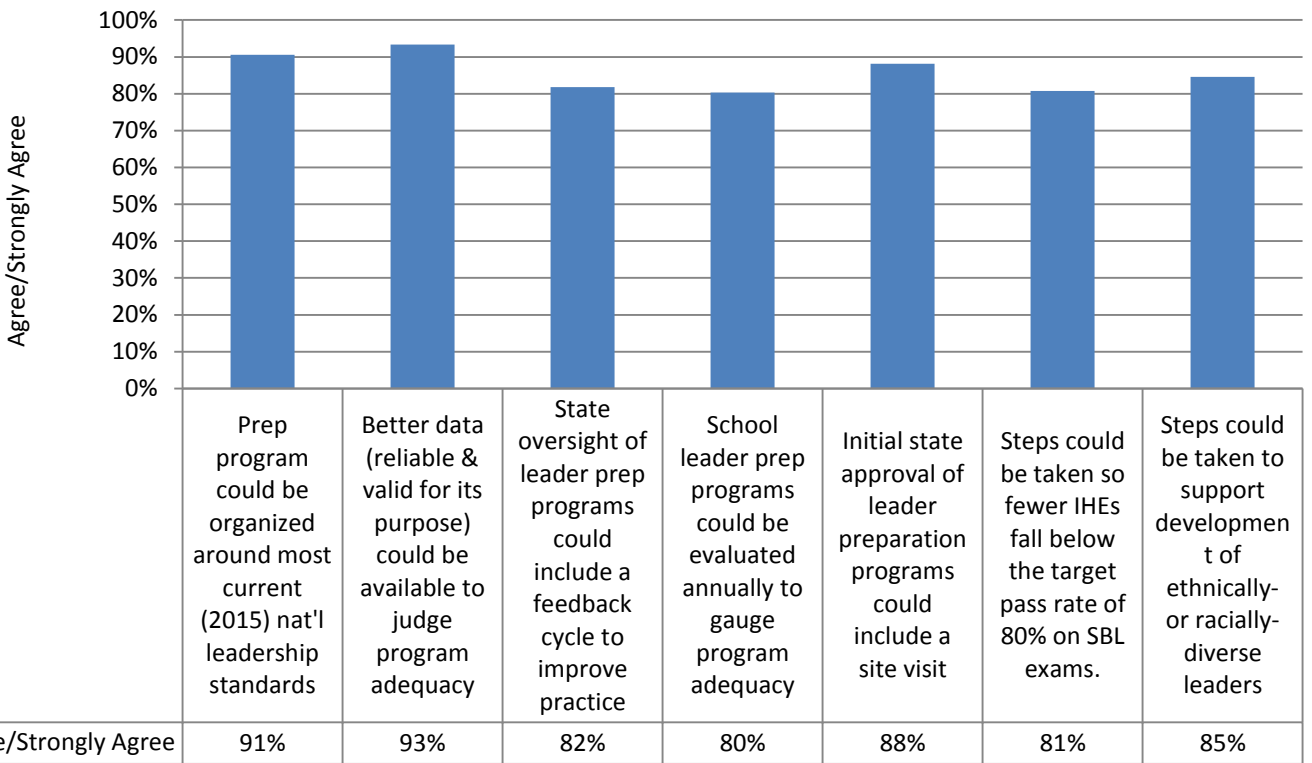 100%
90%
80%
70%
60%
50%
40%
30%
20%
10%
0%
Agree/Strongly Agree
Prep
program
could be
organized
around most
current
(2015) nat'l
leadership
standards
Better data
(reliable &
valid for its
purpose)
could be
available to
judge
program
adequacy
State
oversight of
leader prep
programs
could
include a
feedback
cycle to
improve
practice
School
leader prep
programs
could be
evaluated
annually to
gauge
program
adequacy
Initial state
approval of
leader
preparation
programs
could
include a
site visit
Steps could
be taken so
fewer IHEs
fall below
the target
pass rate of
80% on SBL
exams.
Steps could
be taken to
support
developmen
t of
ethnically-
or racially-
diverse
leaders
e/Strongly Agree 91% 93% 82% 80% 88% 81% 85%